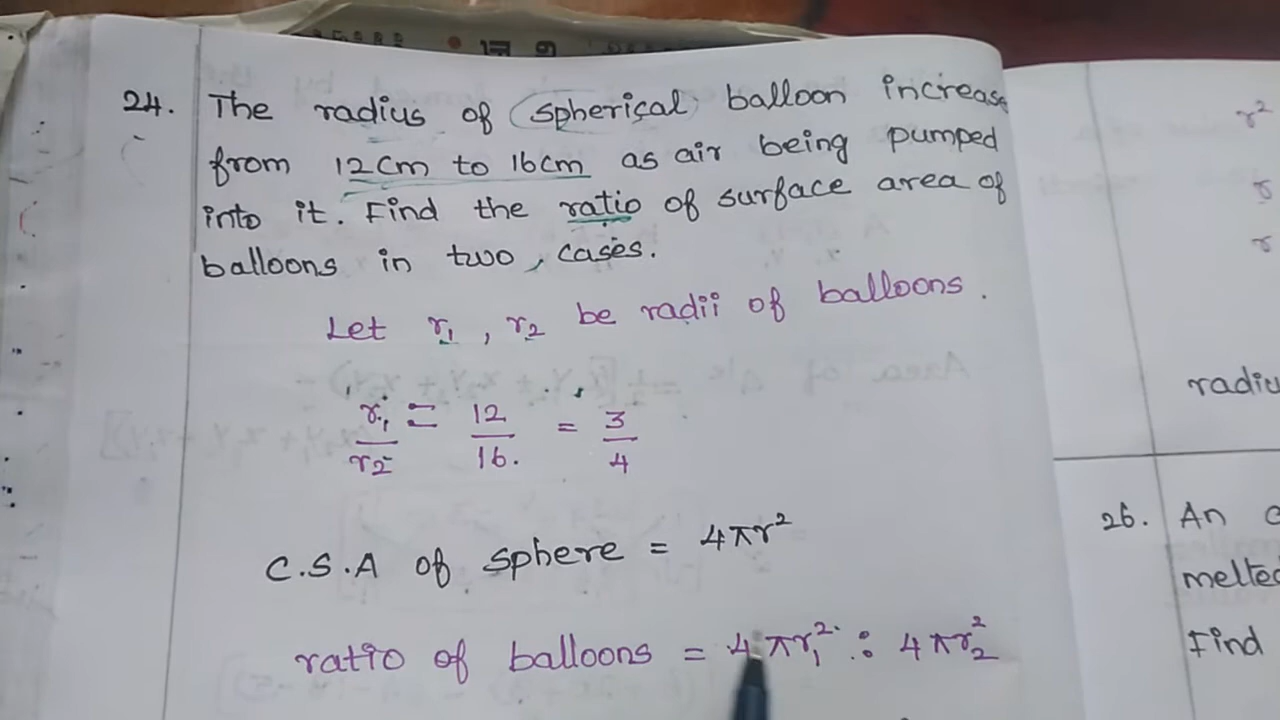 24. The radius of spherical balloon increase
from 12cm to 16cm as air being pumped
into it. Find the ratio of surface area of
balloons in two, cases.
Let r₁, r₂ be radii of balloons.
r₁/r₂ = 12/16. = 3/4
C.S.A of sphere = 4πr²
ratio of balloons = 4πr₁² : 4πr₂²
r²
r
r
radiu
26. An
melted
Find